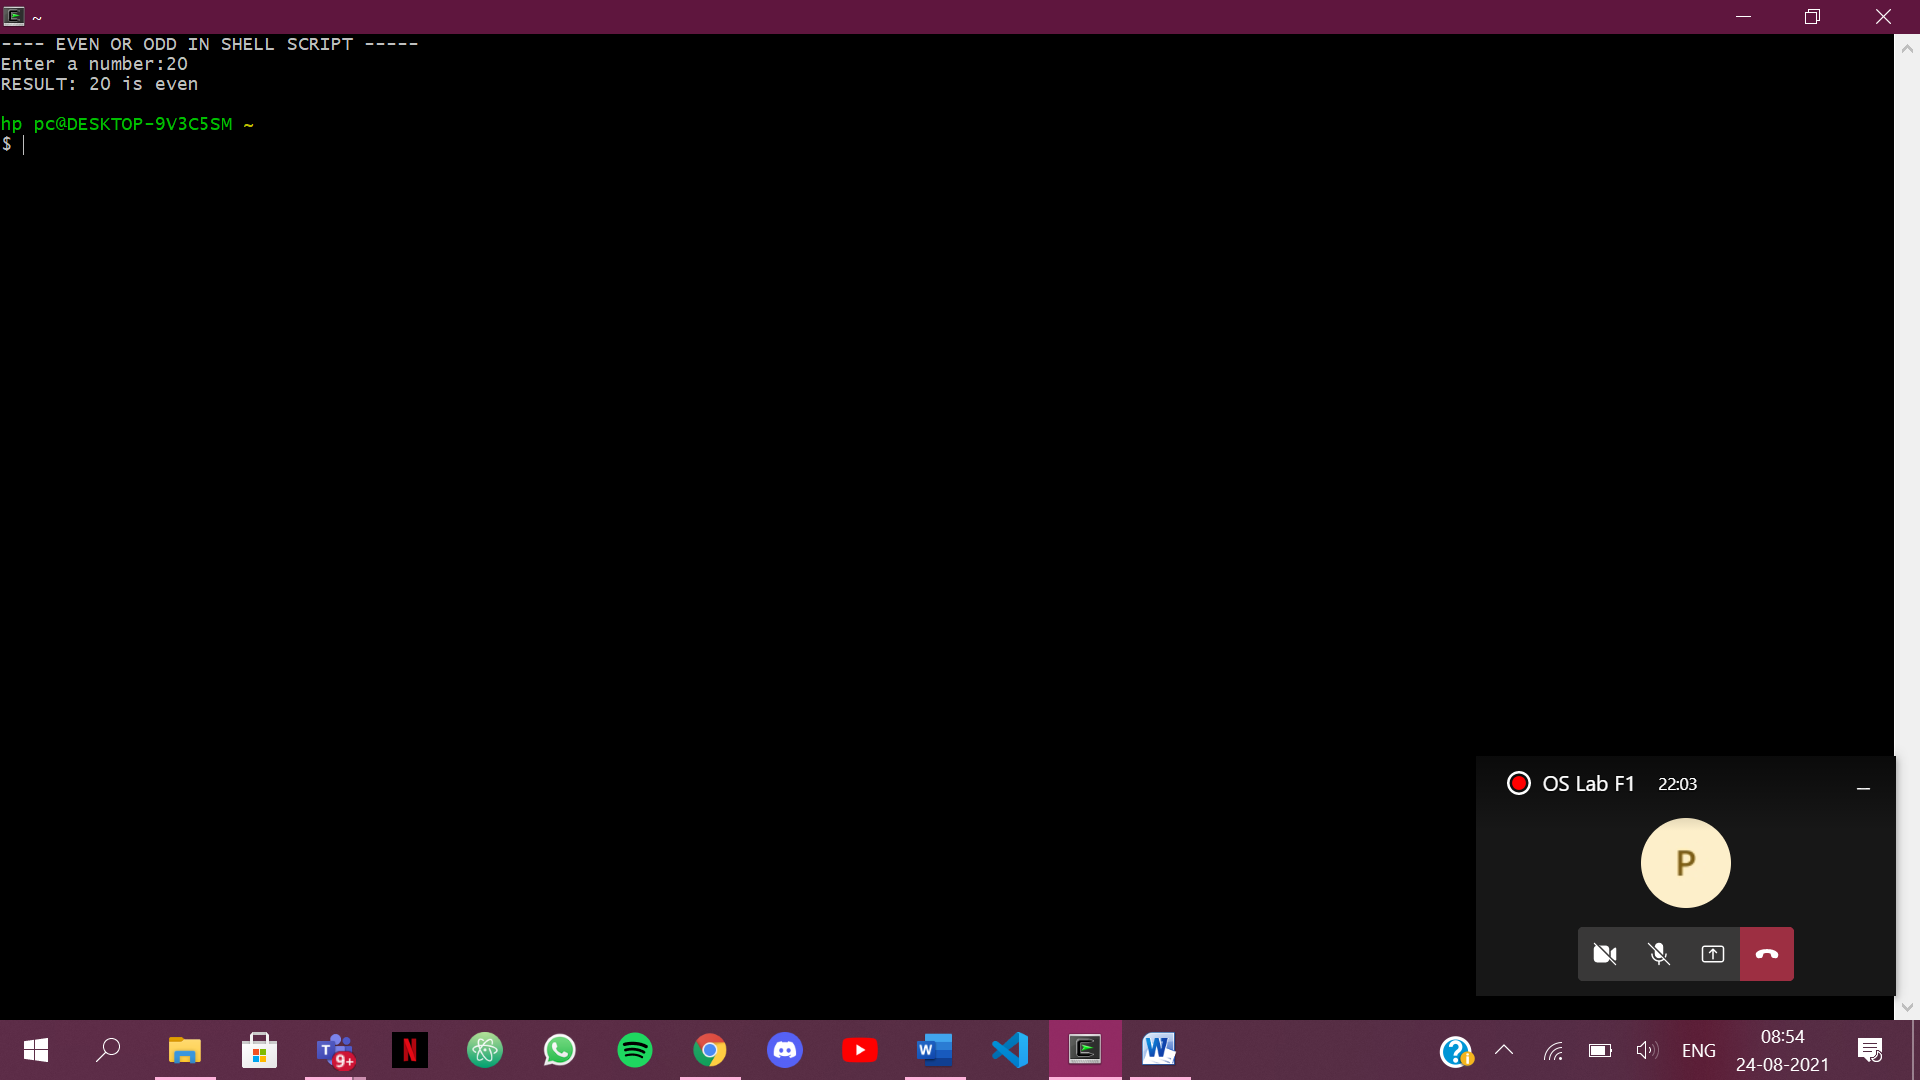 ~
---- EVEN OR ODD IN SHELL SCRIPT -----
Enter a number:20
RESULT: 20 is even
hp pc@DESKTOP-9V3C5SM ~
$
OS Lab F1 22:03
P
T 9+
N
W
W
?
ENG
08:54
24-08-2021